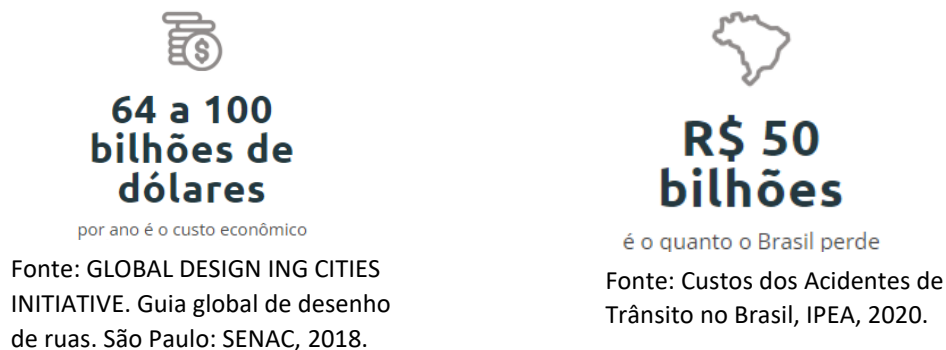 64 a 100
bilhões de
dólares
por ano é o custo econômico
Fonte: GLOBAL DESIGN ING CITIES
INITIATIVE. Guia global de desenho
de ruas. São Paulo: SENAC, 2018.
R$ 50
bilhões
é o quanto o Brasil perde
Fonte: Custos dos Acidentes de
Trânsito no Brasil, IPEA, 2020.